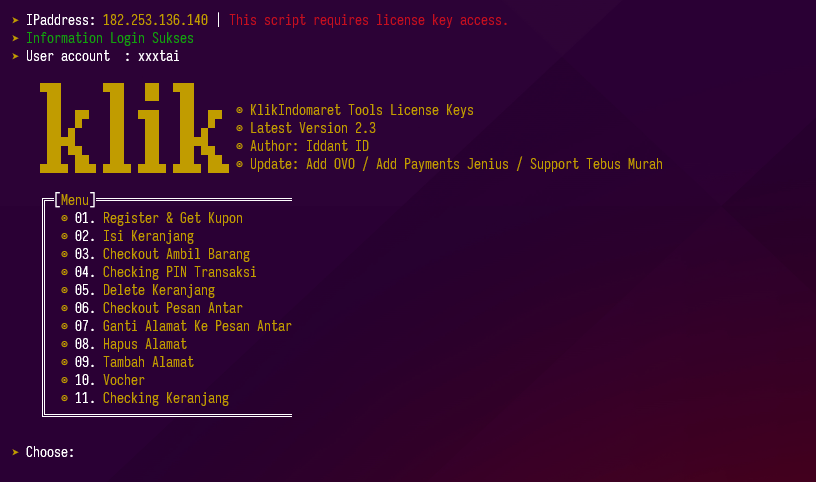 ➤ IPaddress: 182.253.136.140 | This script requires license key access.
➤ Information Login Sukses
➤ User account  : xxxtai
klik
⊙ KlikIndomaret Tools License Keys
⊙ Latest Version 2.3
⊙ Author: Iddant ID
⊙ Update: Add OVO / Add Payments Jenius / Support Tebus Murah
[Menu]
⊙ 01. Register & Get Kupon
⊙ 02. Isi Keranjang
⊙ 03. Checkout Ambil Barang
⊙ 04. Checking PIN Transaksi
⊙ 05. Delete Keranjang
⊙ 06. Checkout Pesan Antar
⊙ 07. Ganti Alamat Ke Pesan Antar
⊙ 08. Hapus Alamat
⊙ 09. Tambah Alamat
⊙ 10. Vocher
⊙ 11. Checking Keranjang
➤ Choose: